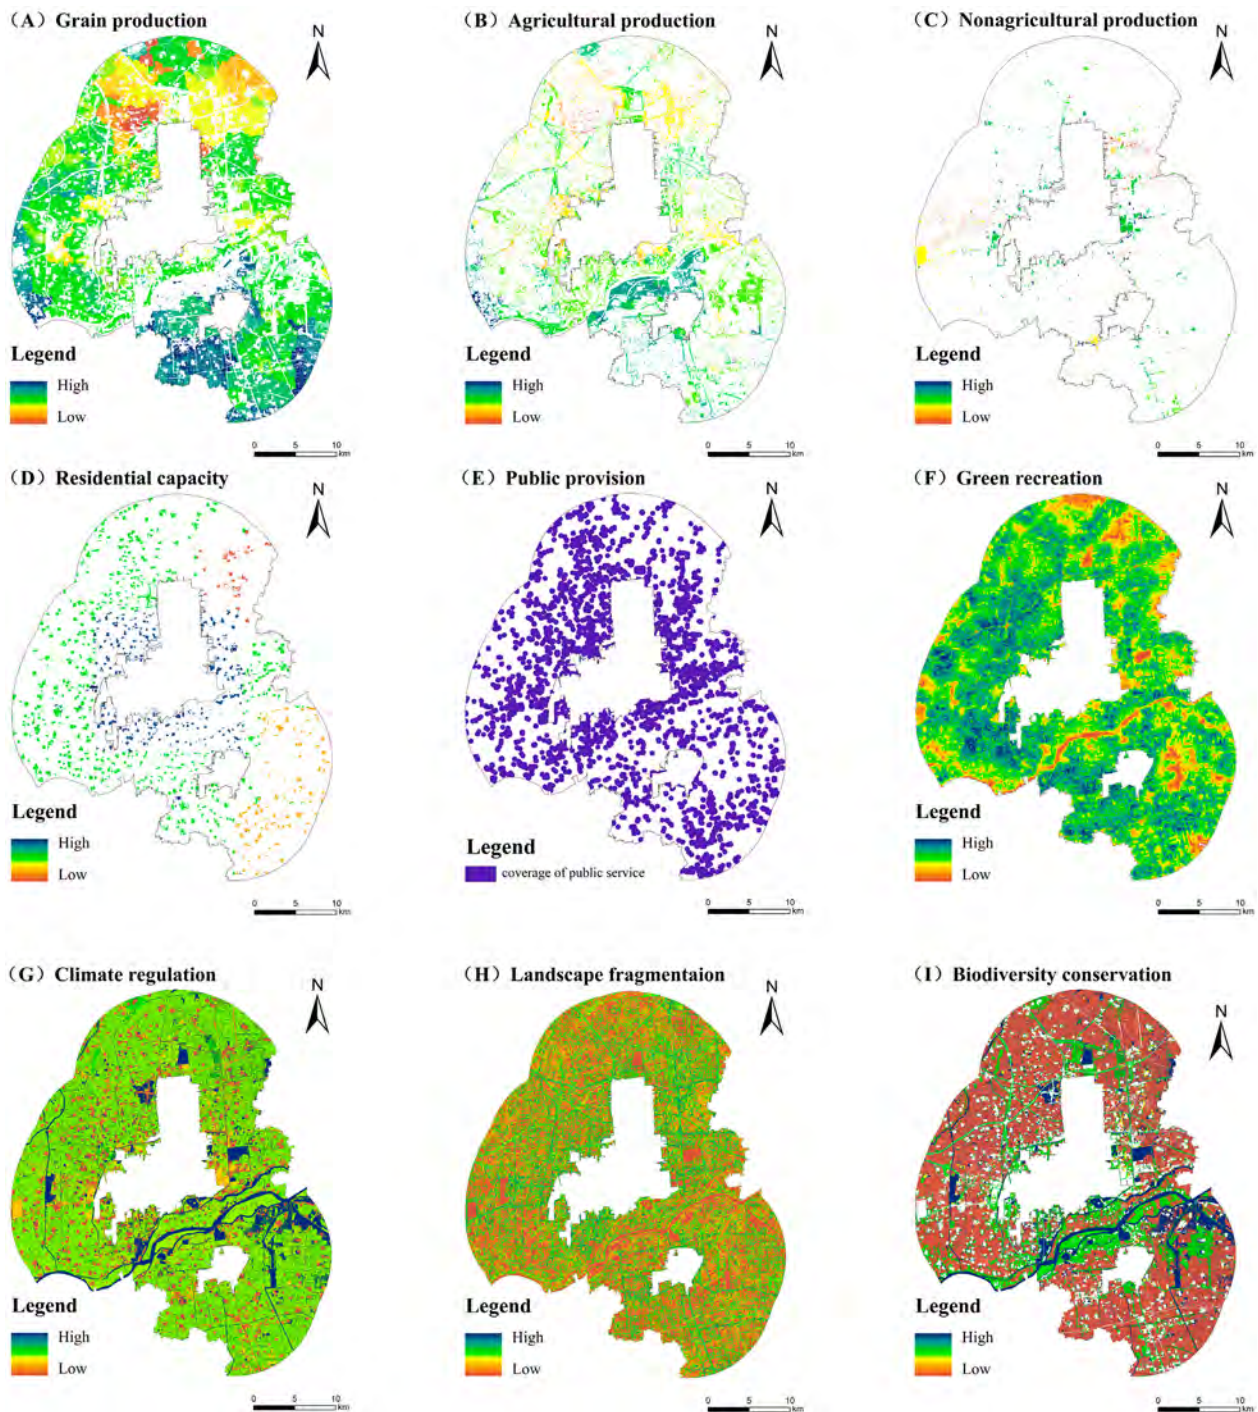 （A）Grain production
（B）Agricultural production
（C）Nonagricultural production
N
N
N
Legend
High
Low
0 5 10
km
Legend
High
Low
0 5 10
km
Legend
High
Low
0 5 10
km
（D）Residential capacity
（E）Public provision
（F）Green recreation
N
N
N
Legend
High
Low
0 5 10
km
Legend
coverage of public service
0 5 10
km
Legend
High
Low
0 5 10
km
（G）Climate regulation
（H）Landscape fragmentaion
（I）Biodiversity conservation
N
N
N
Legend
High
Low
0 5 10
km
Legend
High
Low
0 5 10
km
Legend
High
Low
0 5 10
km